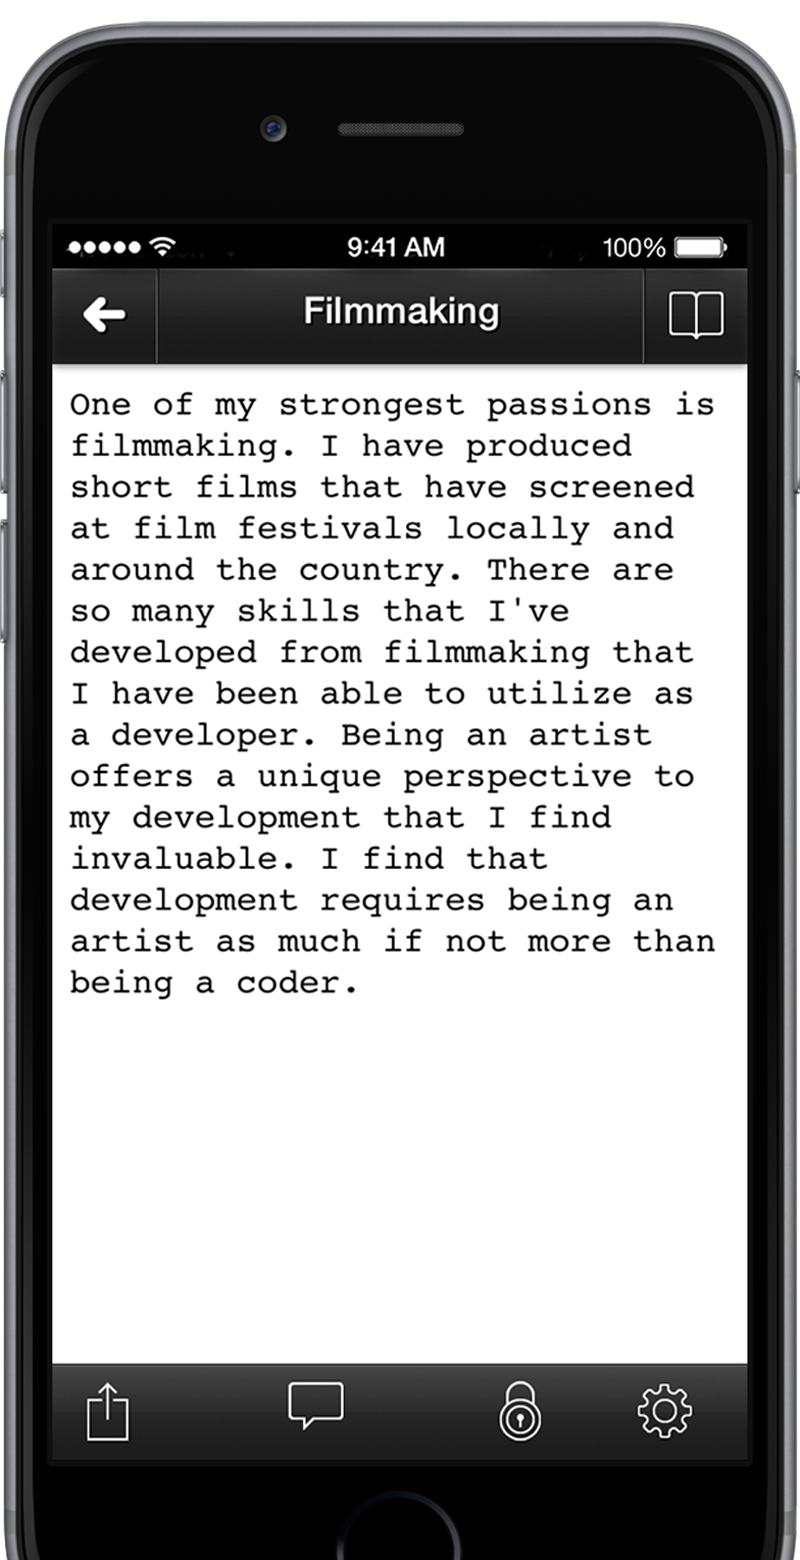 9:41 AM 100%
Filmmaking
One of my strongest passions is
filmmaking. I have produced
short films that have screened
at film festivals locally and
around the country. There are
so many skills that I've
developed from filmmaking that
I have been able to utilize as
a developer. Being an artist
offers a unique perspective to
my development that I find
invaluable. I find that
development requires being an
artist as much if not more than
being a coder.